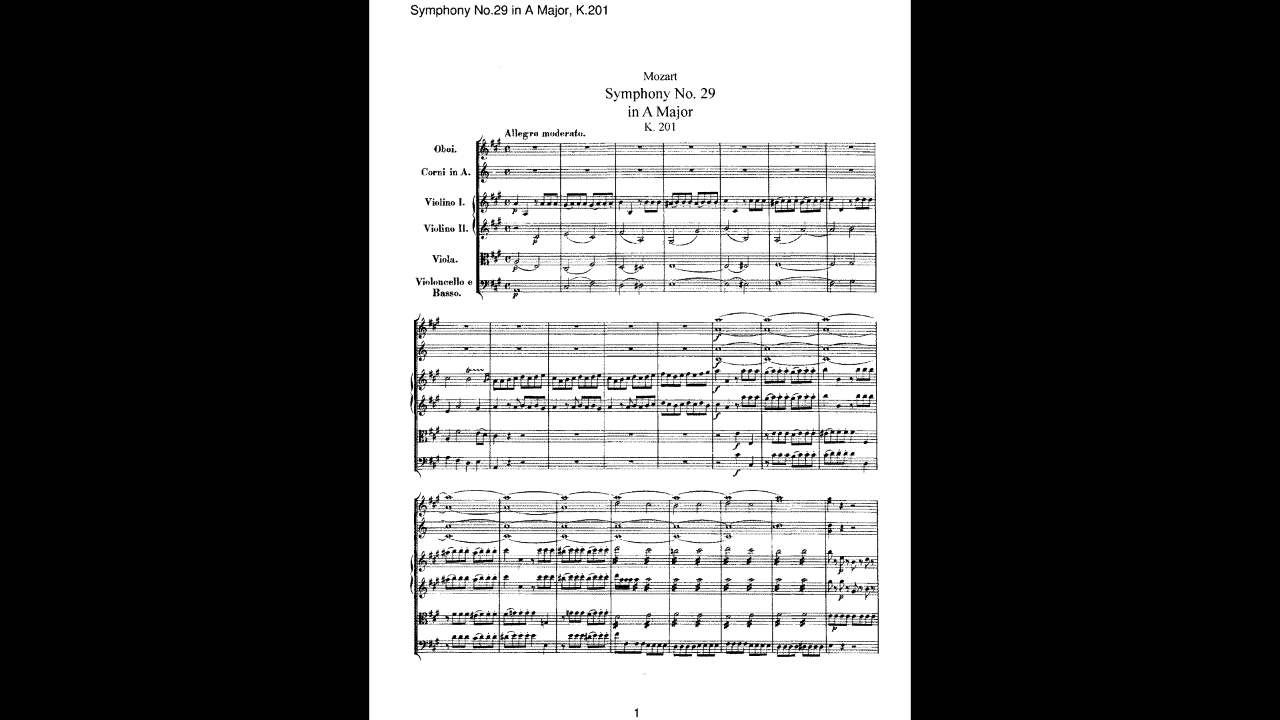 Symphony No.29 in A Major, K.201
Mozart
Symphony No. 29
in A Major
K. 201
Allegro moderato.
Oboi.
Corni in A.
Violino I.
Violino II.
Viola.
Violoncello e
Basso.
p
p
p
tr
f
f
f
f
f
p
p
p
1